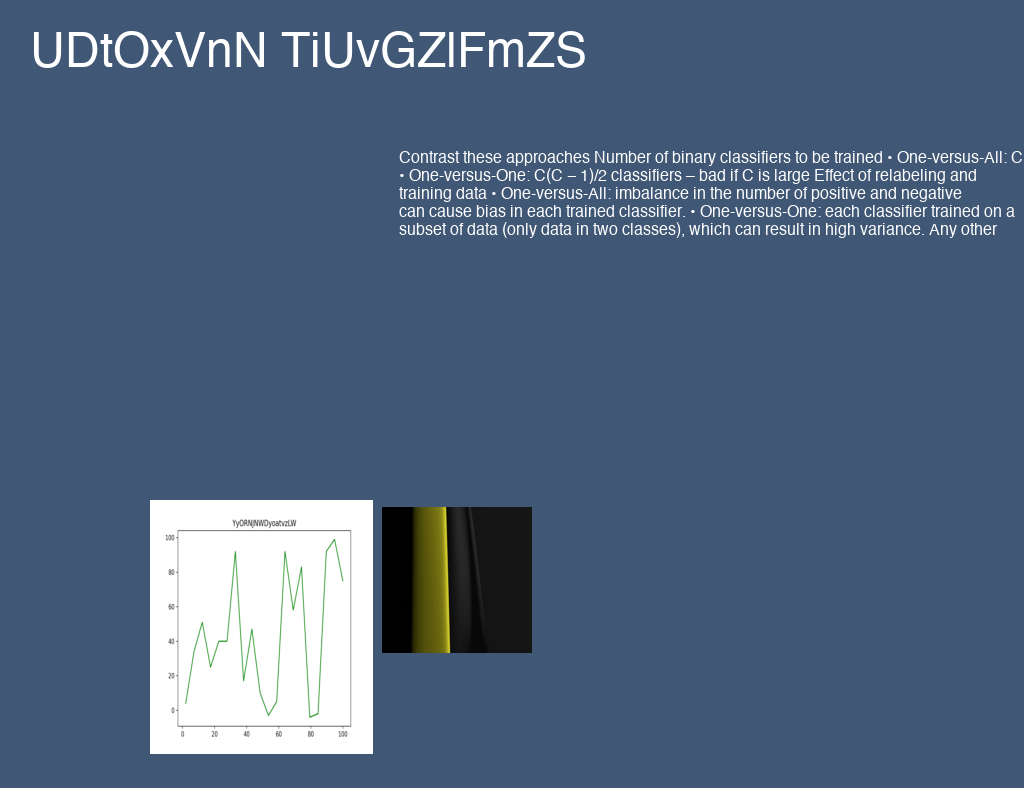 UDtOxVnN TiUvGZIFmZS
Contrast these approaches Number of binary classifiers to be trained • One-versus-All: C
• One-versus-One: C(C − 1)/2 classifiers – bad if C is large Effect of relabeling and
training data • One-versus-All: imbalance in the number of positive and negative
can cause bias in each trained classifier. • One-versus-One: each classifier trained on a
subset of data (only data in two classes), which can result in high variance. Any other
YyORNJNWDyoatvzLW
100
80
60
40
20
0
0 20 40 60 80 100